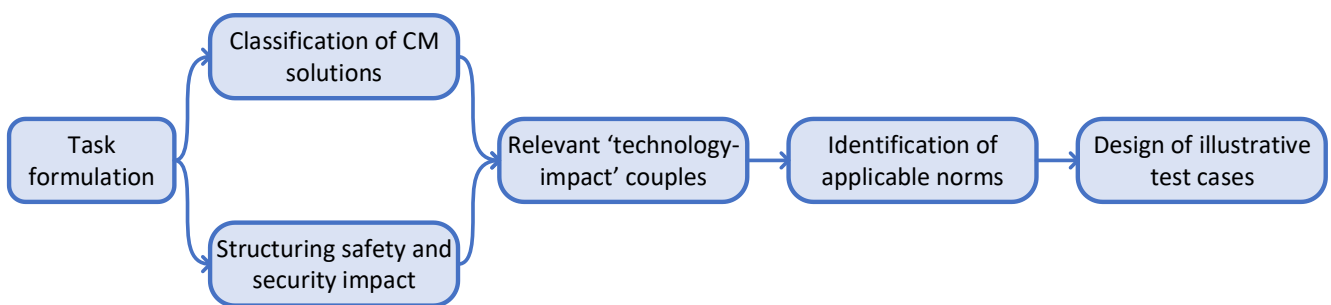 Task
formulation
Classification of CM
solutions
Structuring safety and
security impact
Relevant ‘technology-
impact’ couples
Identification of
applicable norms
Design of illustrative
test cases